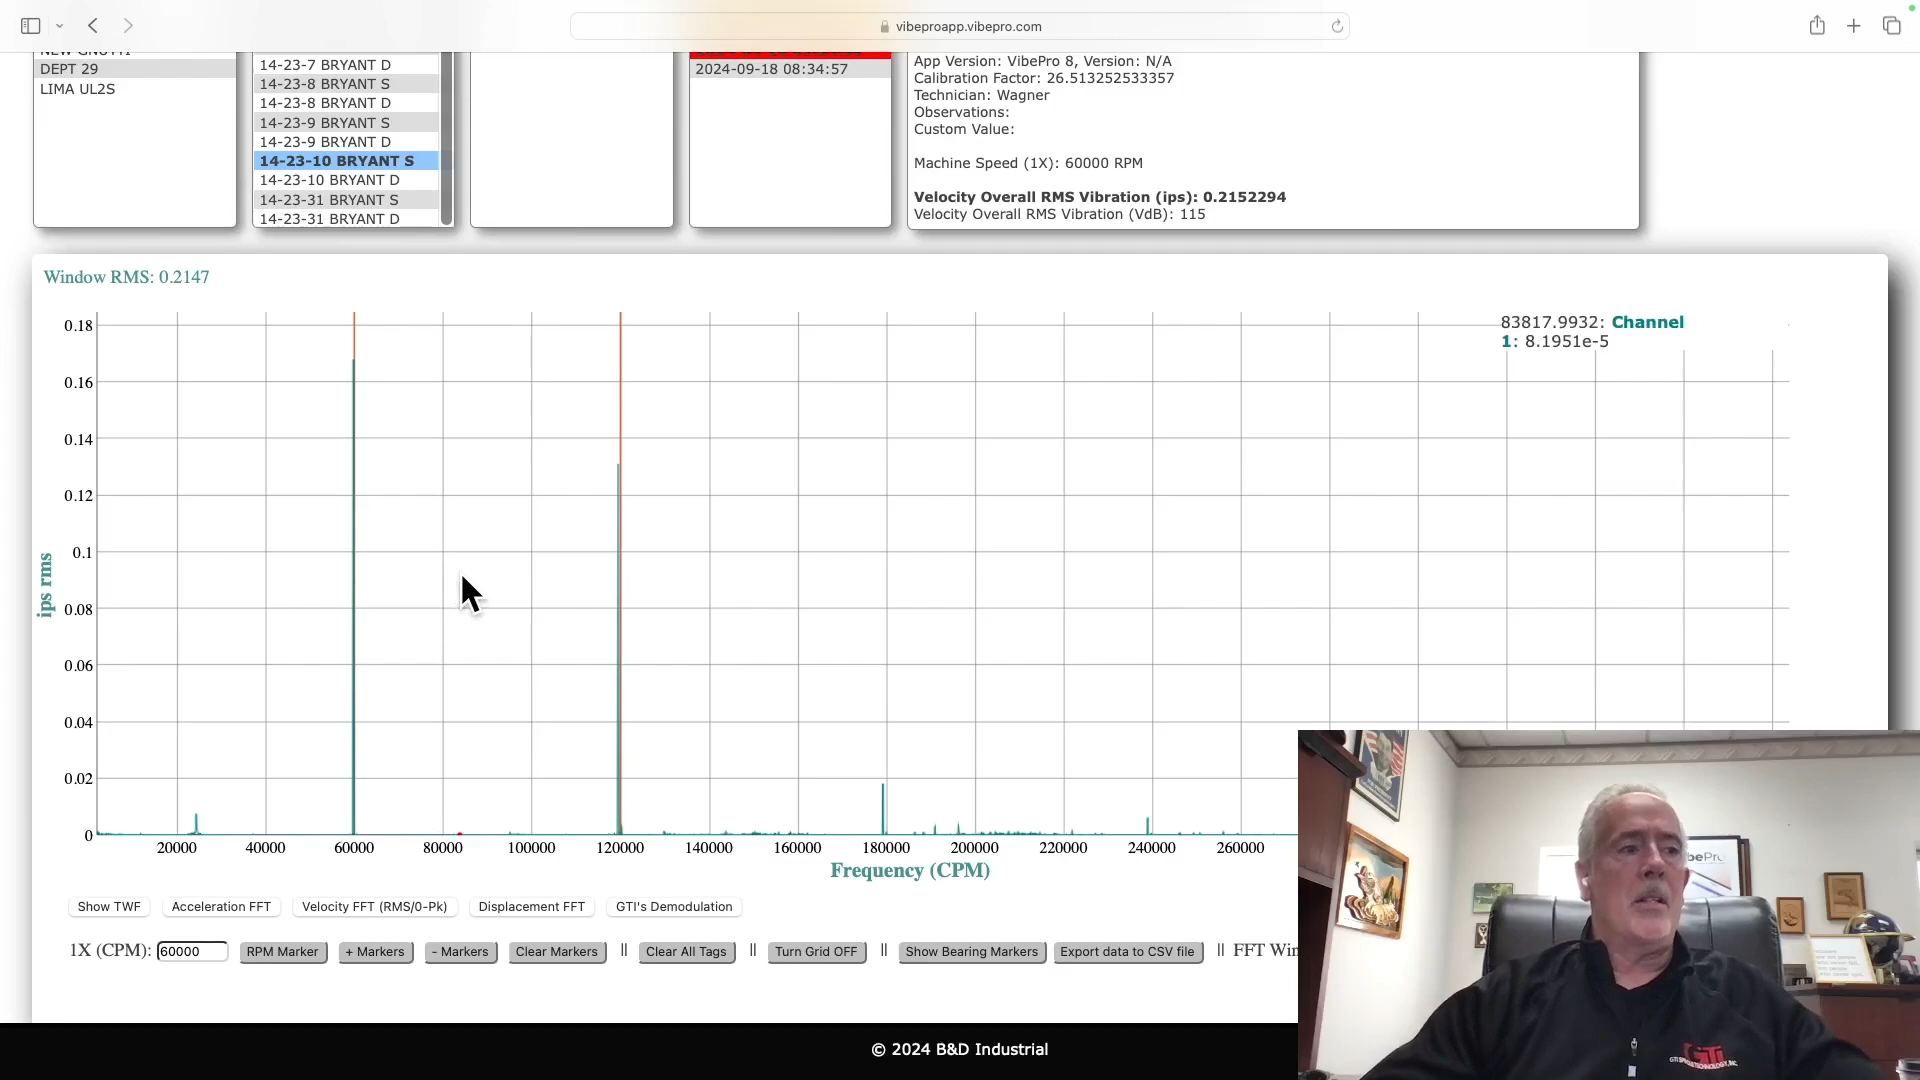 vibeproapp.vibepro.com
DEPT 29
LIMA UL2S
14-23-7 BRYANT D
14-23-8 BRYANT S
14-23-8 BRYANT D
14-23-9 BRYANT S
14-23-9 BRYANT D
14-23-10 BRYANT S
14-23-10 BRYANT D
14-23-31 BRYANT S
14-23-31 BRYANT D
2024-09-18 08:34:57
App Version: VibePro 8, Version: N/A
Calibration Factor: 26.513252533357
Technician: Wagner
Observations:
Custom Value:
Machine Speed (1X): 60000 RPM
Velocity Overall RMS Vibration (ips): 0.2152294
Velocity Overall RMS Vibration (VdB): 115
Window RMS: 0.2147
83817.9932: Channel
1: 8.1951e-5
0.18
0.16
0.14
0.12
0.1
0.08
0.06
0.04
0.02
0
ips rms
20000 40000 60000 80000 100000 120000 140000 160000 180000 200000 220000 240000 260000
Frequency (CPM)
Show TWF Acceleration FFT Velocity FFT (RMS/0-Pk) Displacement FFT GTI's Demodulation
1X (CPM): 60000 RPM Marker + Markers - Markers Clear Markers || Clear All Tags || Turn Grid OFF || Show Bearing Markers Export data to CSV file || FFT
© 2024 B&D Industrial